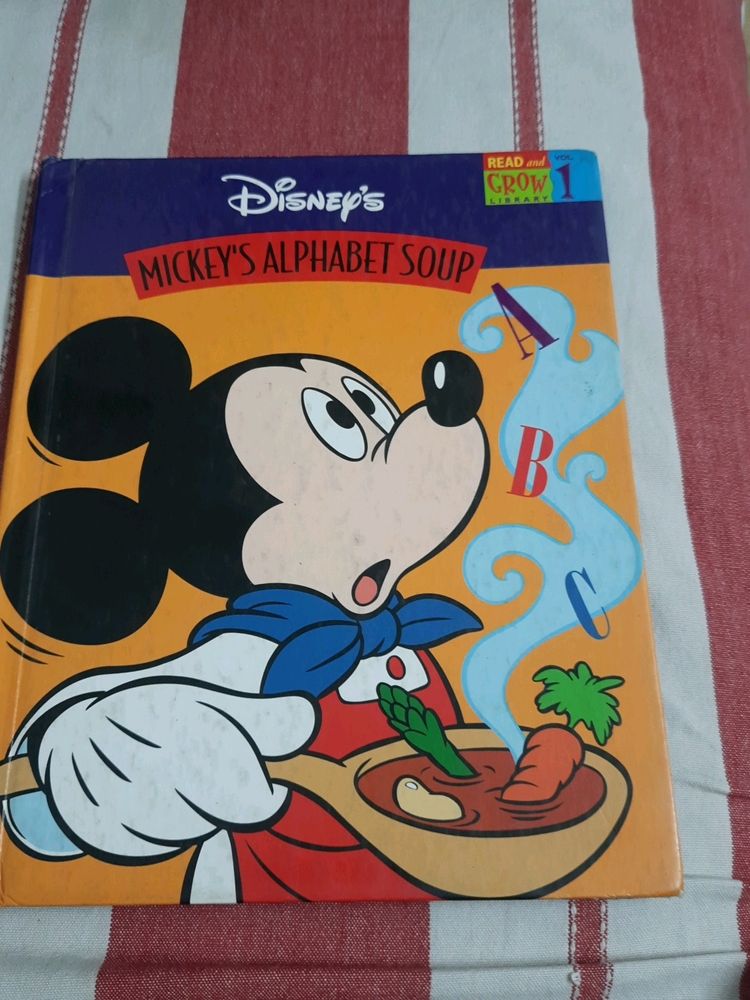 READ and VOL.
GROW 1
LIBRARY
Disney's
MICKEY'S ALPHABET SOUP
A
B
C